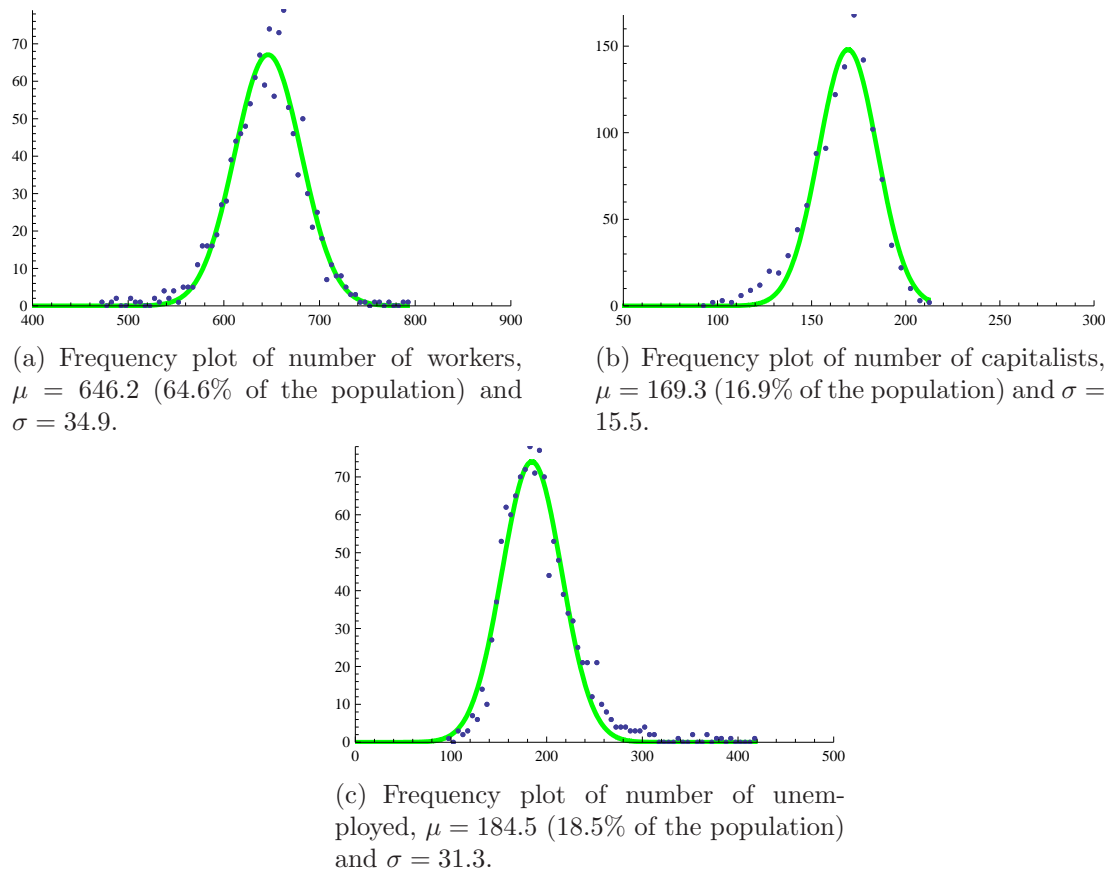 70
60
50
40
30
20
10
0
400 500 600 700 800 900
(a) Frequency plot of number of workers,
μ = 646.2 (64.6% of the population) and
σ = 34.9.
150
100
50
0
50 100 150 200 250 300
(b) Frequency plot of number of capitalists,
μ = 169.3 (16.9% of the population) and σ =
15.5.
70
60
50
40
30
20
10
0
0 100 200 300 400 500
(c) Frequency plot of number of unem-
ployed, μ = 184.5 (18.5% of the population)
and σ = 31.3.